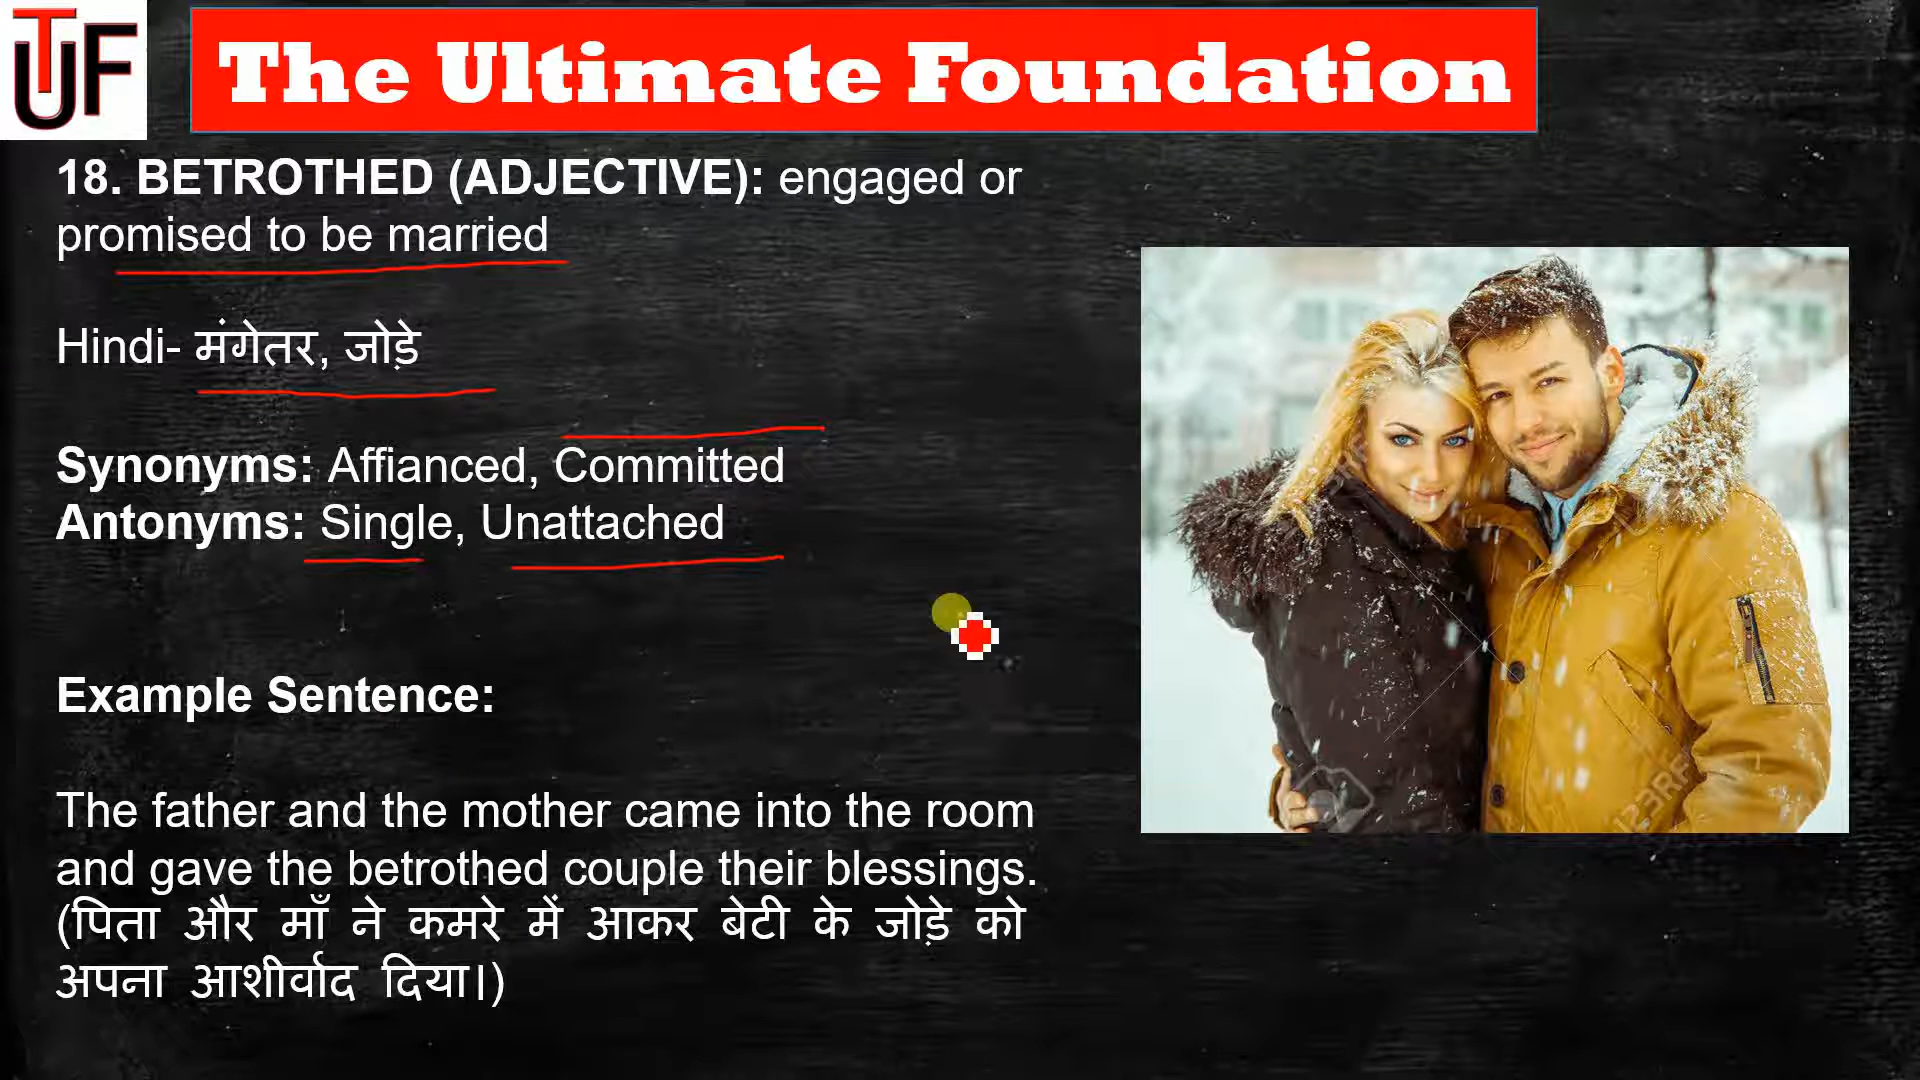 TUF
The Ultimate Foundation
18. BETROTHED (ADJECTIVE): engaged or
promised to be married
Hindi- मंगेतर, जोड़े
Synonyms: Affianced, Committed
Antonyms: Single, Unattached
Example Sentence:
The father and the mother came into the room
and gave the betrothed couple their blessings.
(पिता और माँ ने कमरे में आकर बेटी के जोड़े को
अपना आशीर्वाद दिया।)
123RF